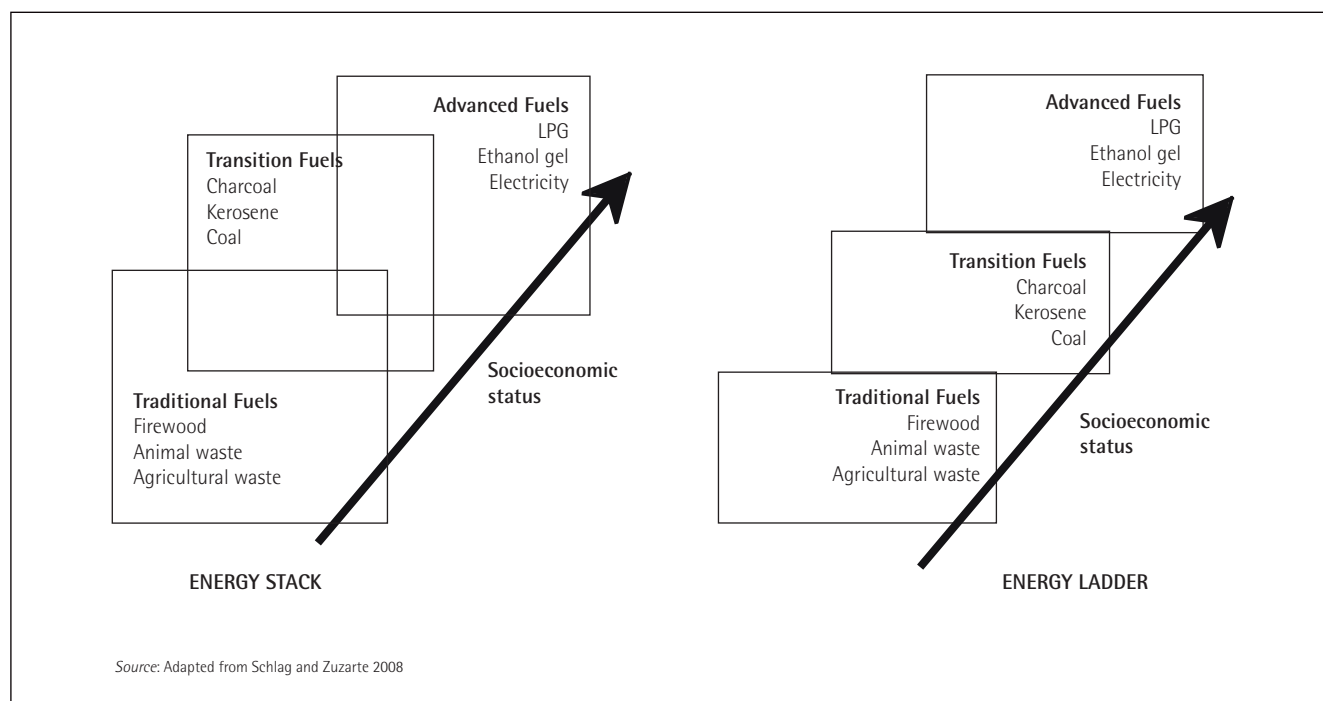 Advanced Fuels
LPG
Ethanol gel
Electricity
Transition Fuels
Charcoal
Kerosene
Coal
Socioeconomic
status
Traditional Fuels
Firewood
Animal waste
Agricultural waste
ENERGY STACK
Advanced Fuels
LPG
Ethanol gel
Electricity
Transition Fuels
Charcoal
Kerosene
Coal
Traditional Fuels
Firewood
Animal waste
Agricultural waste
Socioeconomic
status
ENERGY LADDER
Source: Adapted from Schlag and Zuzarte 2008